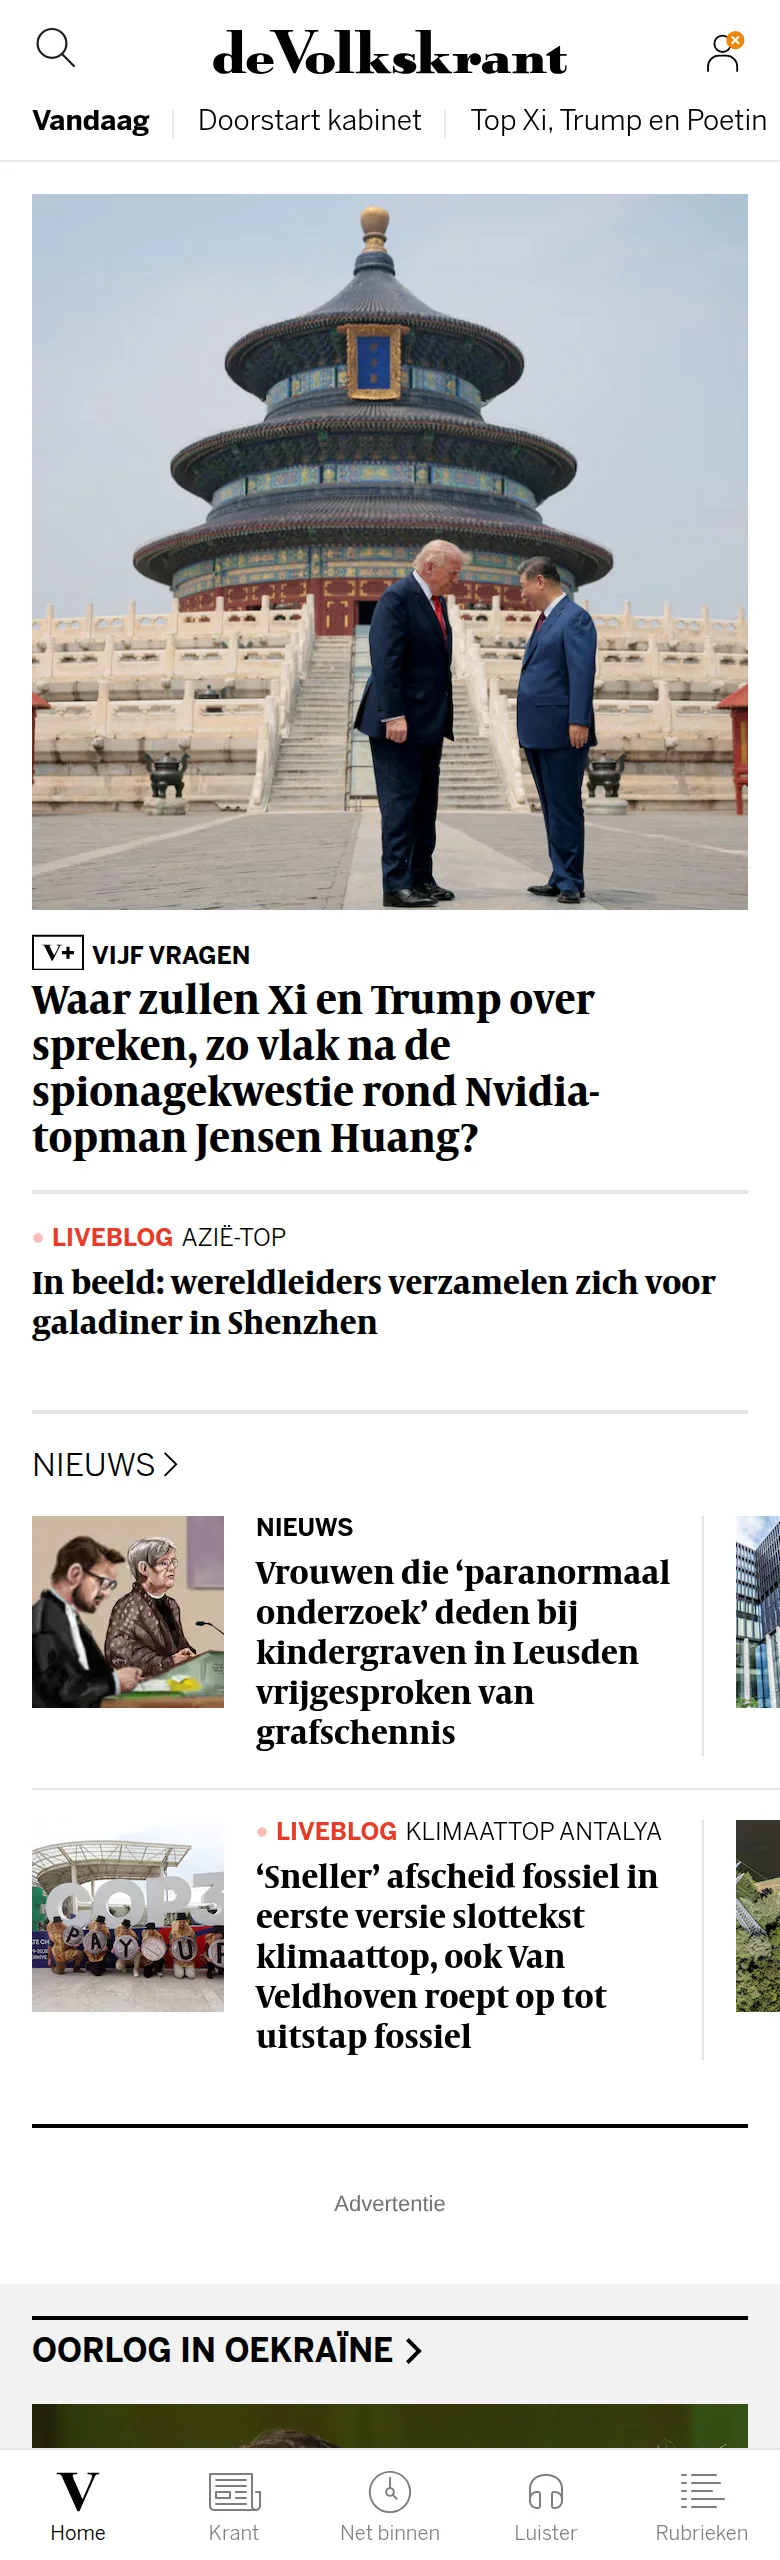 deVolkskrant
Vandaag Doorstart kabinet Top Xi, Trump en Poetin
V+ VIJF VRAGEN
Waar zullen Xi en Trump over
spreken, zo vlak na de
spionagekwestie rond Nvidia-
topman Jensen Huang?
LIVEBLOG AZIË-TOP
In beeld: wereldleiders verzamelen zich voor
galadiner in Shenzhen
NIEUWS
NIEUWS
Vrouwen die ‘paranormaal
onderzoek’ deden bij
kindergraven in Leusden
vrijgesproken van
grafschennis
COP3
PAY UP
LIVEBLOG KLIMAATTOP ANTALYA
‘Sneller’ afscheid fossiel in
eerste versie slottekst
klimaattop, ook Van
Veldhoven roept op tot
uitstap fossiel
Advertentie
OORLOG IN OEKRAÏNE
V
Home Krant Net binnen Luister Rubrieken